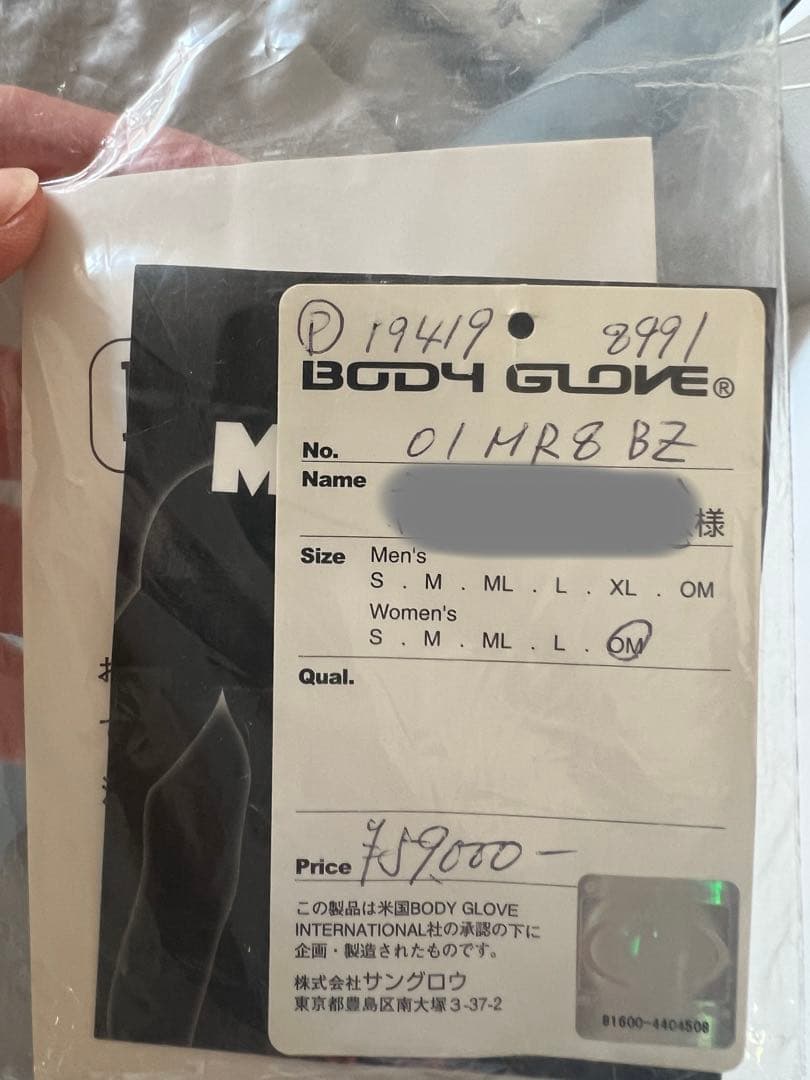 Ⓟ 19419 8991
BODY GLOVE®
No. 01MR8BZ
Name
様
Size Men's
S . M . ML . L . XL . OM
Women's
S . M . ML . L . OM
Qual.
Price ¥59,000-
この製品は米国BODY GLOVE
INTERNATIONAL社の承認の下に
企画・製造されたものです。
株式会社サングロウ
東京都豊島区南大塚3-37-2
B1600-4404508
M